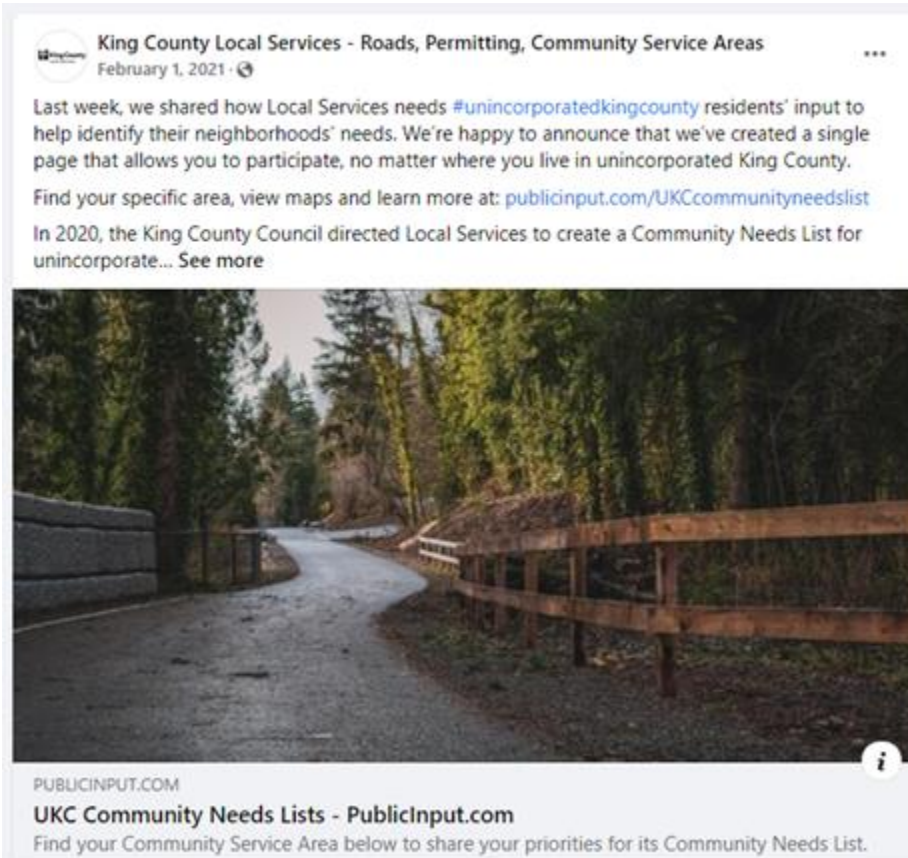 King County Local Services - Roads, Permitting, Community Service Areas
February 1, 2021 ·
Last week, we shared how Local Services needs #unincorporatedkingcounty residents' input to
help identify their neighborhoods' needs. We're happy to announce that we've created a single
page that allows you to participate, no matter where you live in unincorporated King County.
Find your specific area, view maps and learn more at: publicinput.com/UKCcommunityneedslist
In 2020, the King County Council directed Local Services to create a Community Needs List for
unincorporate... See more
i
PUBLICINPUT.COM
UKC Community Needs Lists - PublicInput.com
Find your Community Service Area below to share your priorities for its Community Needs List.